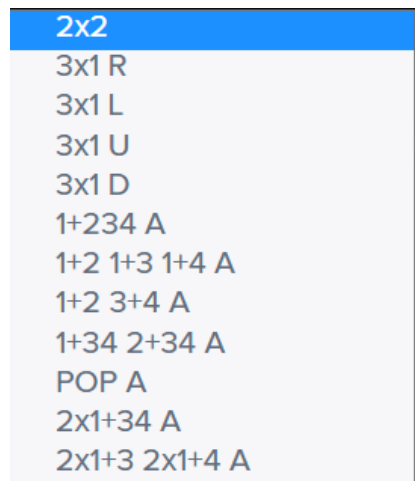 2x2
3x1 R
3x1 L
3x1 U
3x1 D
1+234 A
1+2 1+3 1+4 A
1+2 3+4 A
1+34 2+34 A
POP A
2x1+34 A
2x1+3 2x1+4 A